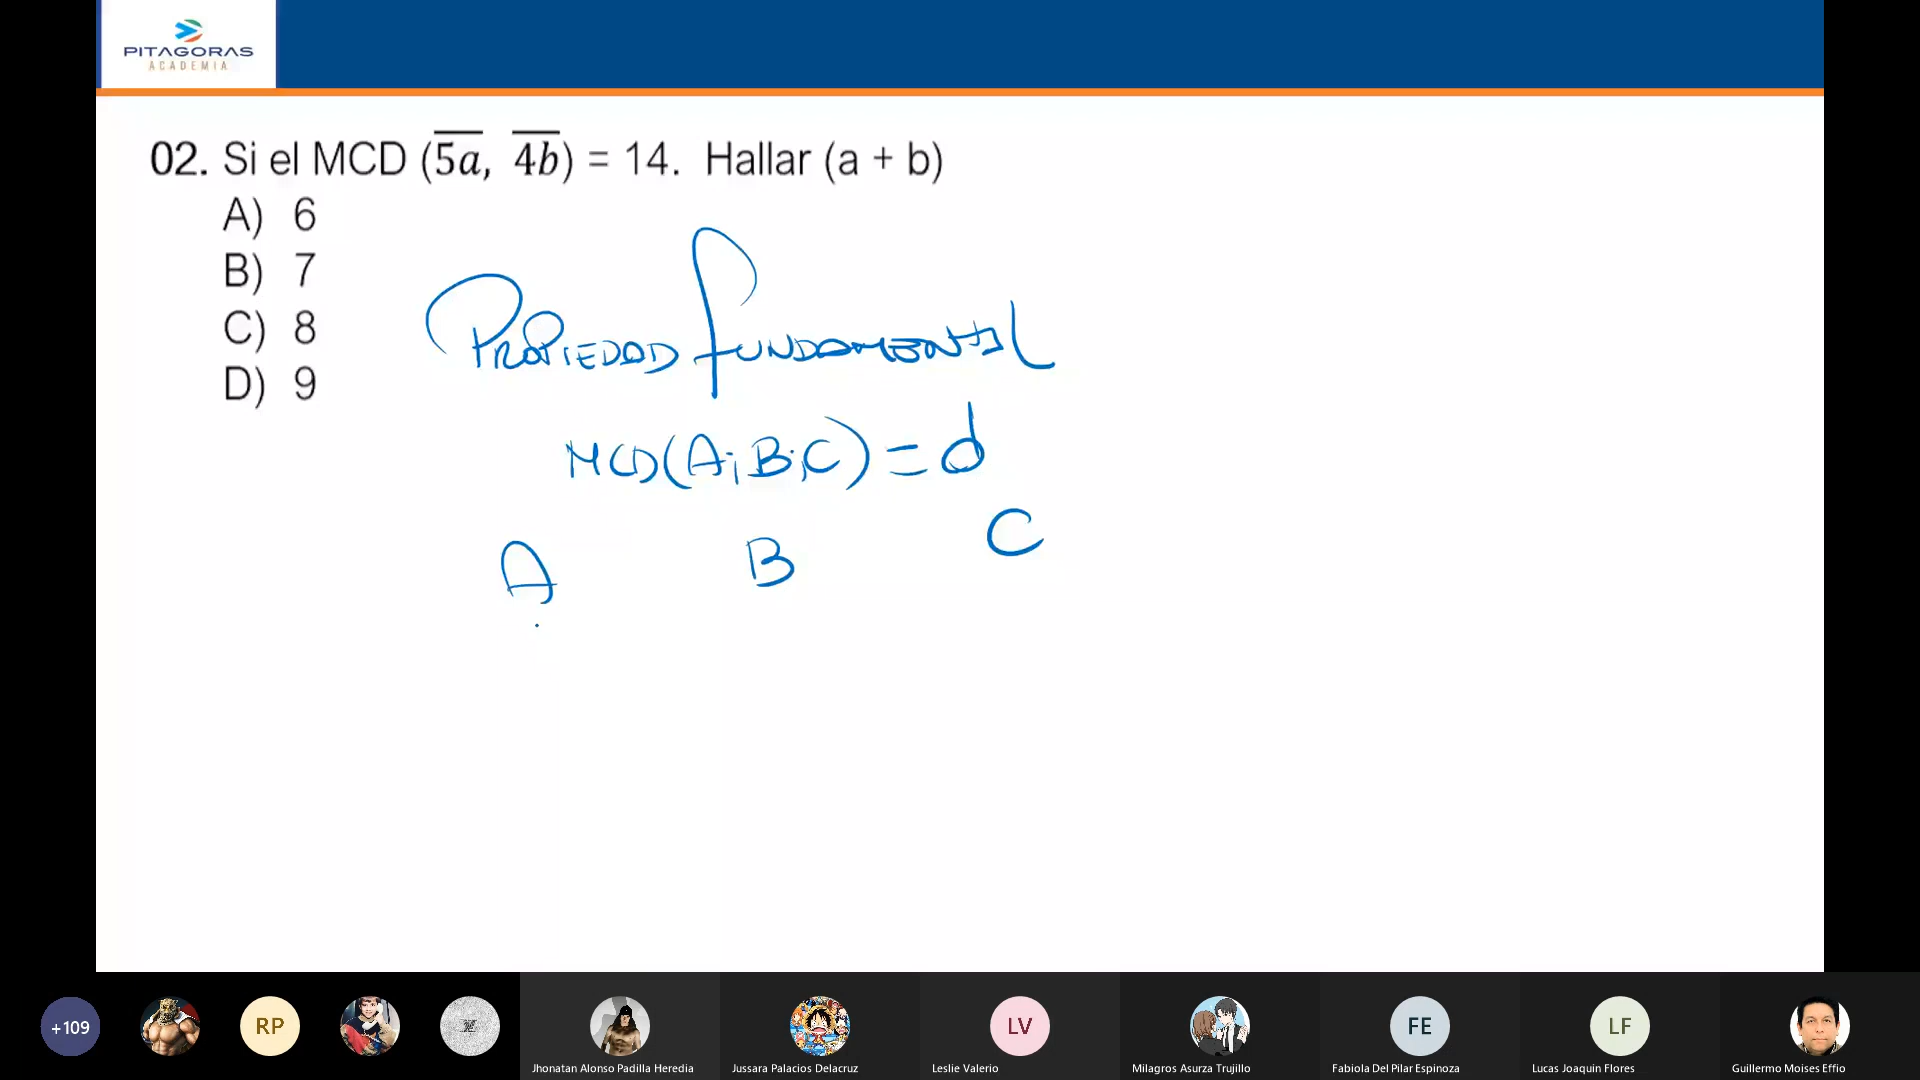 PITAGORAS
ACADEMIA
02. Si el MCD (5a, 4b) = 14. Hallar (a + b)
A) 6
B) 7
C) 8
D) 9
PROPIEDAD FUNDAMENTAL
MCD(A;B;C) = d
A B C
+109
RP
LV
FE
LF
Jhonatan Alonso Padilla Heredia
Jussara Palacios Delacruz
Leslie Valerio
Milagros Asurza Trujillo
Fabiola Del Pilar Espinoza
Lucas Joaquin Flores
Guillermo Moises Effio